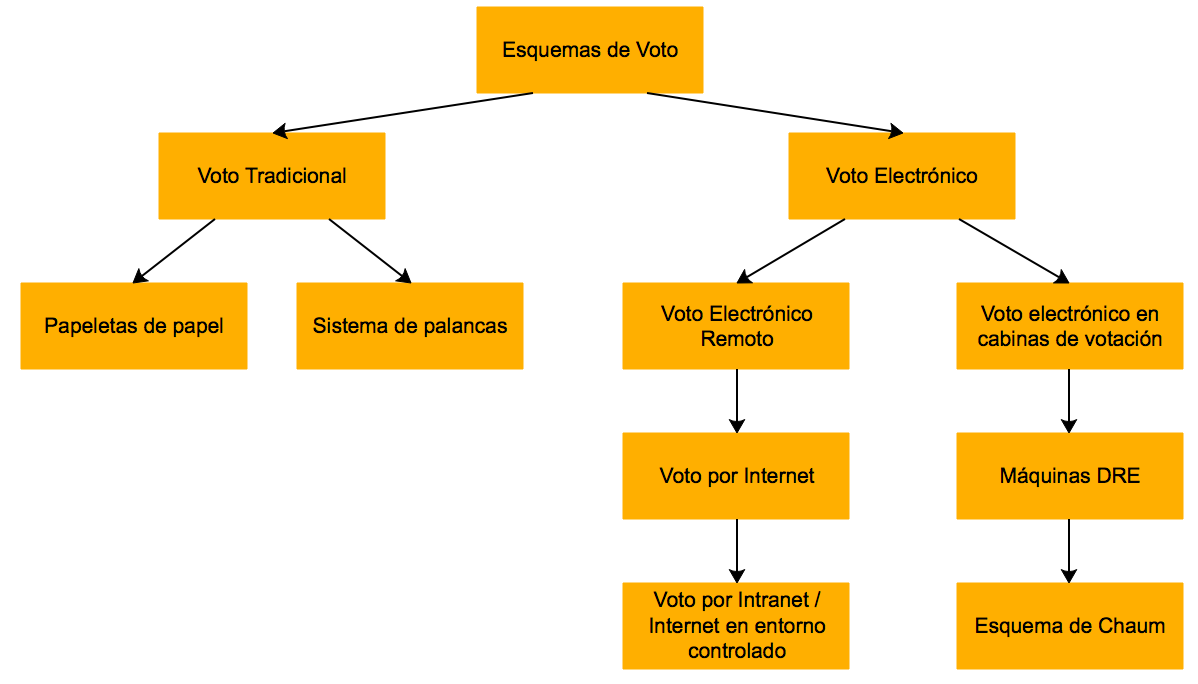 Esquemas de Voto
Voto Tradicional
Voto Electrónico
Papeletas de papel
Sistema de palancas
Voto Electrónico
Remoto
Voto electrónico en
cabinas de votación
Voto por Internet
Máquinas DRE
Voto por Intranet /
Internet en entorno
controlado
Esquema de Chaum